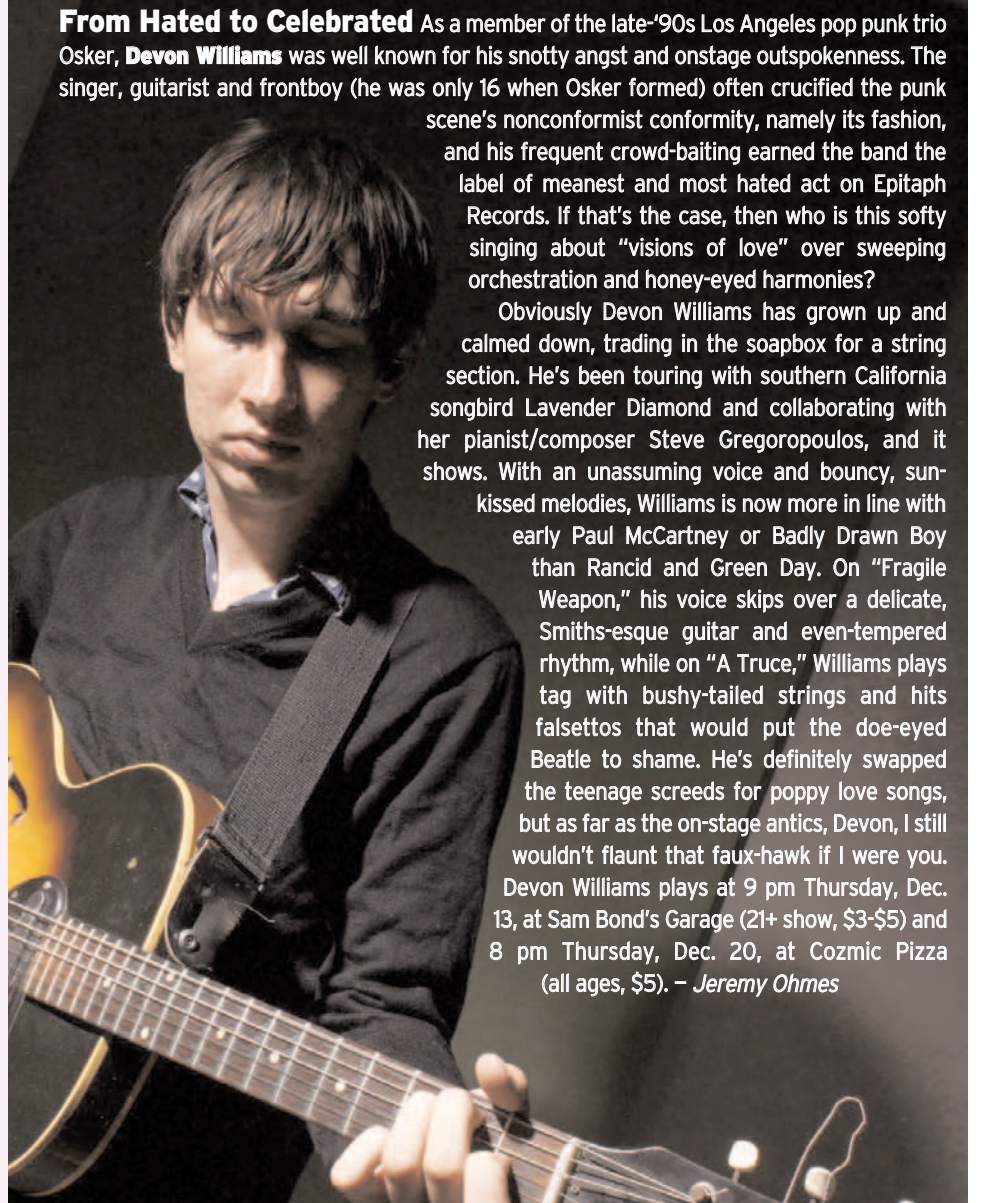 From Hated to Celebrated As a member of the late-‘90s Los Angeles pop punk trio
Osker, Devon Williams was well known for his snotty angst and onstage outspokenness. The
singer, guitarist and frontboy (he was only 16 when Osker formed) often crucified the punk
scene’s nonconformist conformity, namely its fashion,
and his frequent crowd-baiting earned the band the
label of meanest and most hated act on Epitaph
Records. If that’s the case, then who is this softy
singing about “visions of love” over sweeping
orchestration and honey-eyed harmonies?
Obviously Devon Williams has grown up and
calmed down, trading in the soapbox for a string
section. He’s been touring with southern California
songbird Lavender Diamond and collaborating with
her pianist/composer Steve Gregoropoulos, and it
shows. With an unassuming voice and bouncy, sun-
kissed melodies, Williams is now more in line with
early Paul McCartney or Badly Drawn Boy
than Rancid and Green Day. On “Fragile
Weapon,” his voice skips over a delicate,
Smiths-esque guitar and even-tempered
rhythm, while on “A Truce,” Williams plays
tag with bushy-tailed strings and hits
falsettos that would put the doe-eyed
Beatle to shame. He’s definitely swapped
the teenage screeds for poppy love songs,
but as far as the on-stage antics, Devon, I still
wouldn’t flaunt that faux-hawk if I were you.
Devon Williams plays at 9 pm Thursday, Dec.
13, at Sam Bond’s Garage (21+ show, $3-$5) and
8 pm Thursday, Dec. 20, at Cozmic Pizza
(all ages, $5). — Jeremy Ohmes